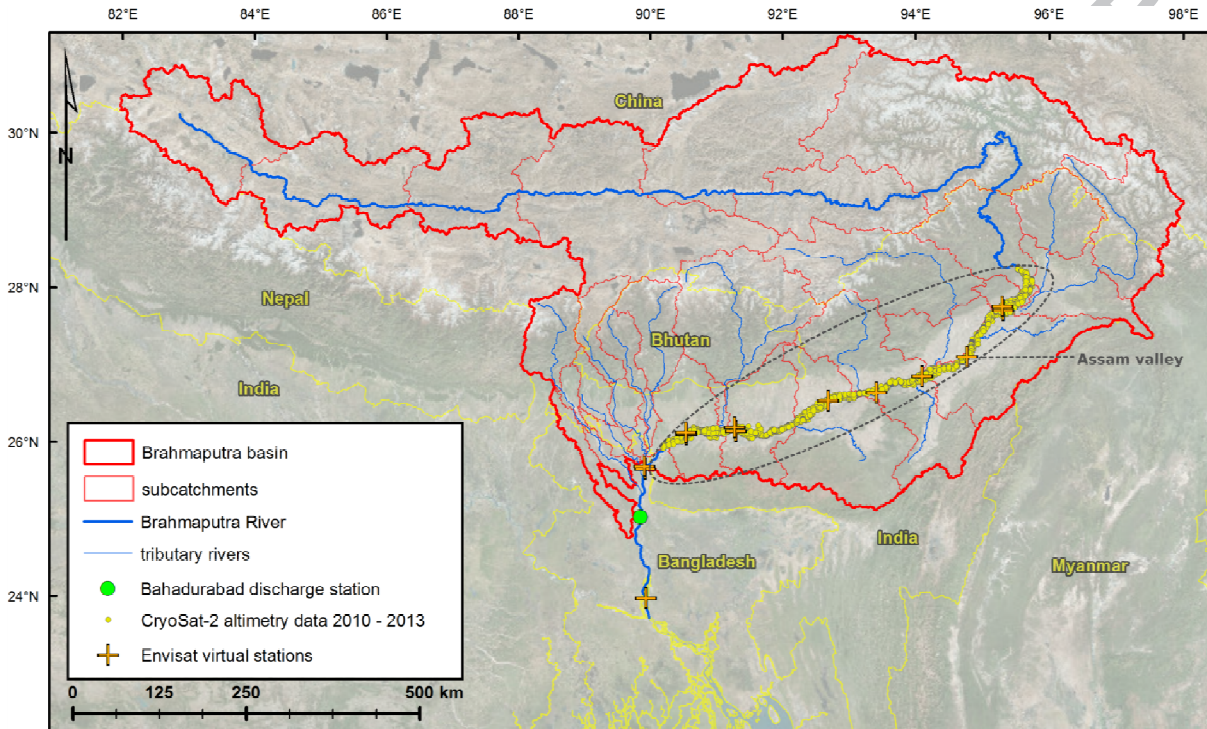 82°E 84°E 86°E 88°E 90°E 92°E 94°E 96°E 98°E
China
30°N
N
28°N
Nepal
Bhutan
Assam valley
India
26°N
Brahmaputra basin
subcatchments
Brahmaputra River
India
tributary rivers
Bangladesh
Myanmar
Bahadurabad discharge station
24°N
CryoSat-2 altimetry data 2010 - 2013
Envisat virtual stations
0 125 250 500 km